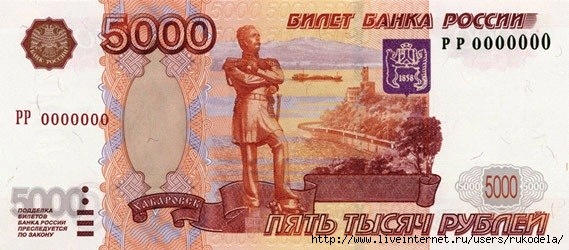 5000
БИЛЕТ БАНКА РОССИИ
РР 0000000
1858
РР 0000000
5000
ХАБАРОВСК
ПОДДЕЛКА
БИЛЕТОВ
БАНКА РОССИИ
ПРЕСЛЕДУЕТСЯ
ПО ЗАКОНУ
5000
ПЯТЬ ТЫСЯЧ РУБЛЕЙ
http://www.liveinternet.ru/users/rukodela/